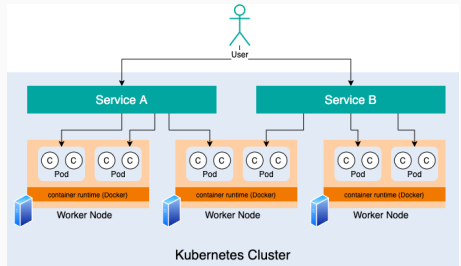 User
Service A
Service B
C C C C C C C C C C C C
Pod Pod Pod Pod Pod Pod
container runtime (Docker) container runtime (Docker) container runtime (Docker)
Worker Node Worker Node Worker Node
Kubernetes Cluster